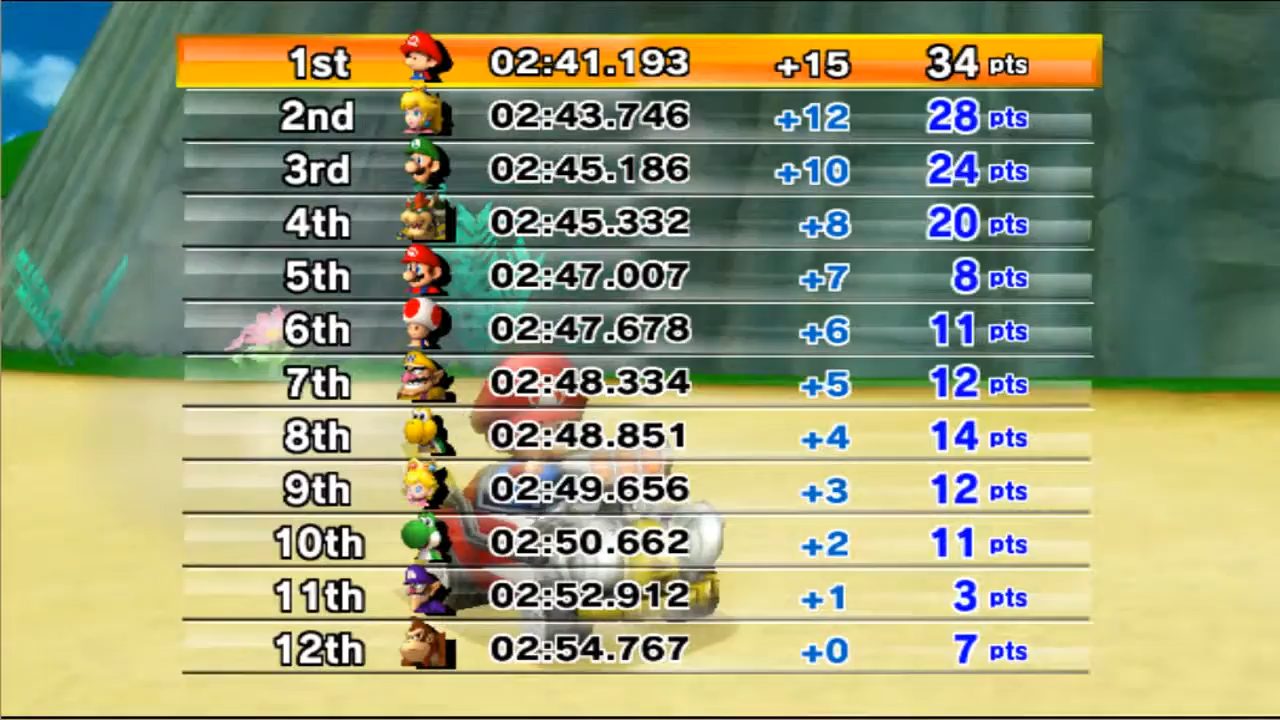 1st 02:41.193 +15 34 pts
2nd 02:43.746 +12 28 pts
3rd 02:45.186 +10 24 pts
4th 02:45.332 +8 20 pts
5th 02:47.007 +7 8 pts
6th 02:47.678 +6 11 pts
7th 02:48.334 +5 12 pts
8th 02:48.851 +4 14 pts
9th 02:49.656 +3 12 pts
10th 02:50.662 +2 11 pts
11th 02:52.912 +1 3 pts
12th 02:54.767 +0 7 pts